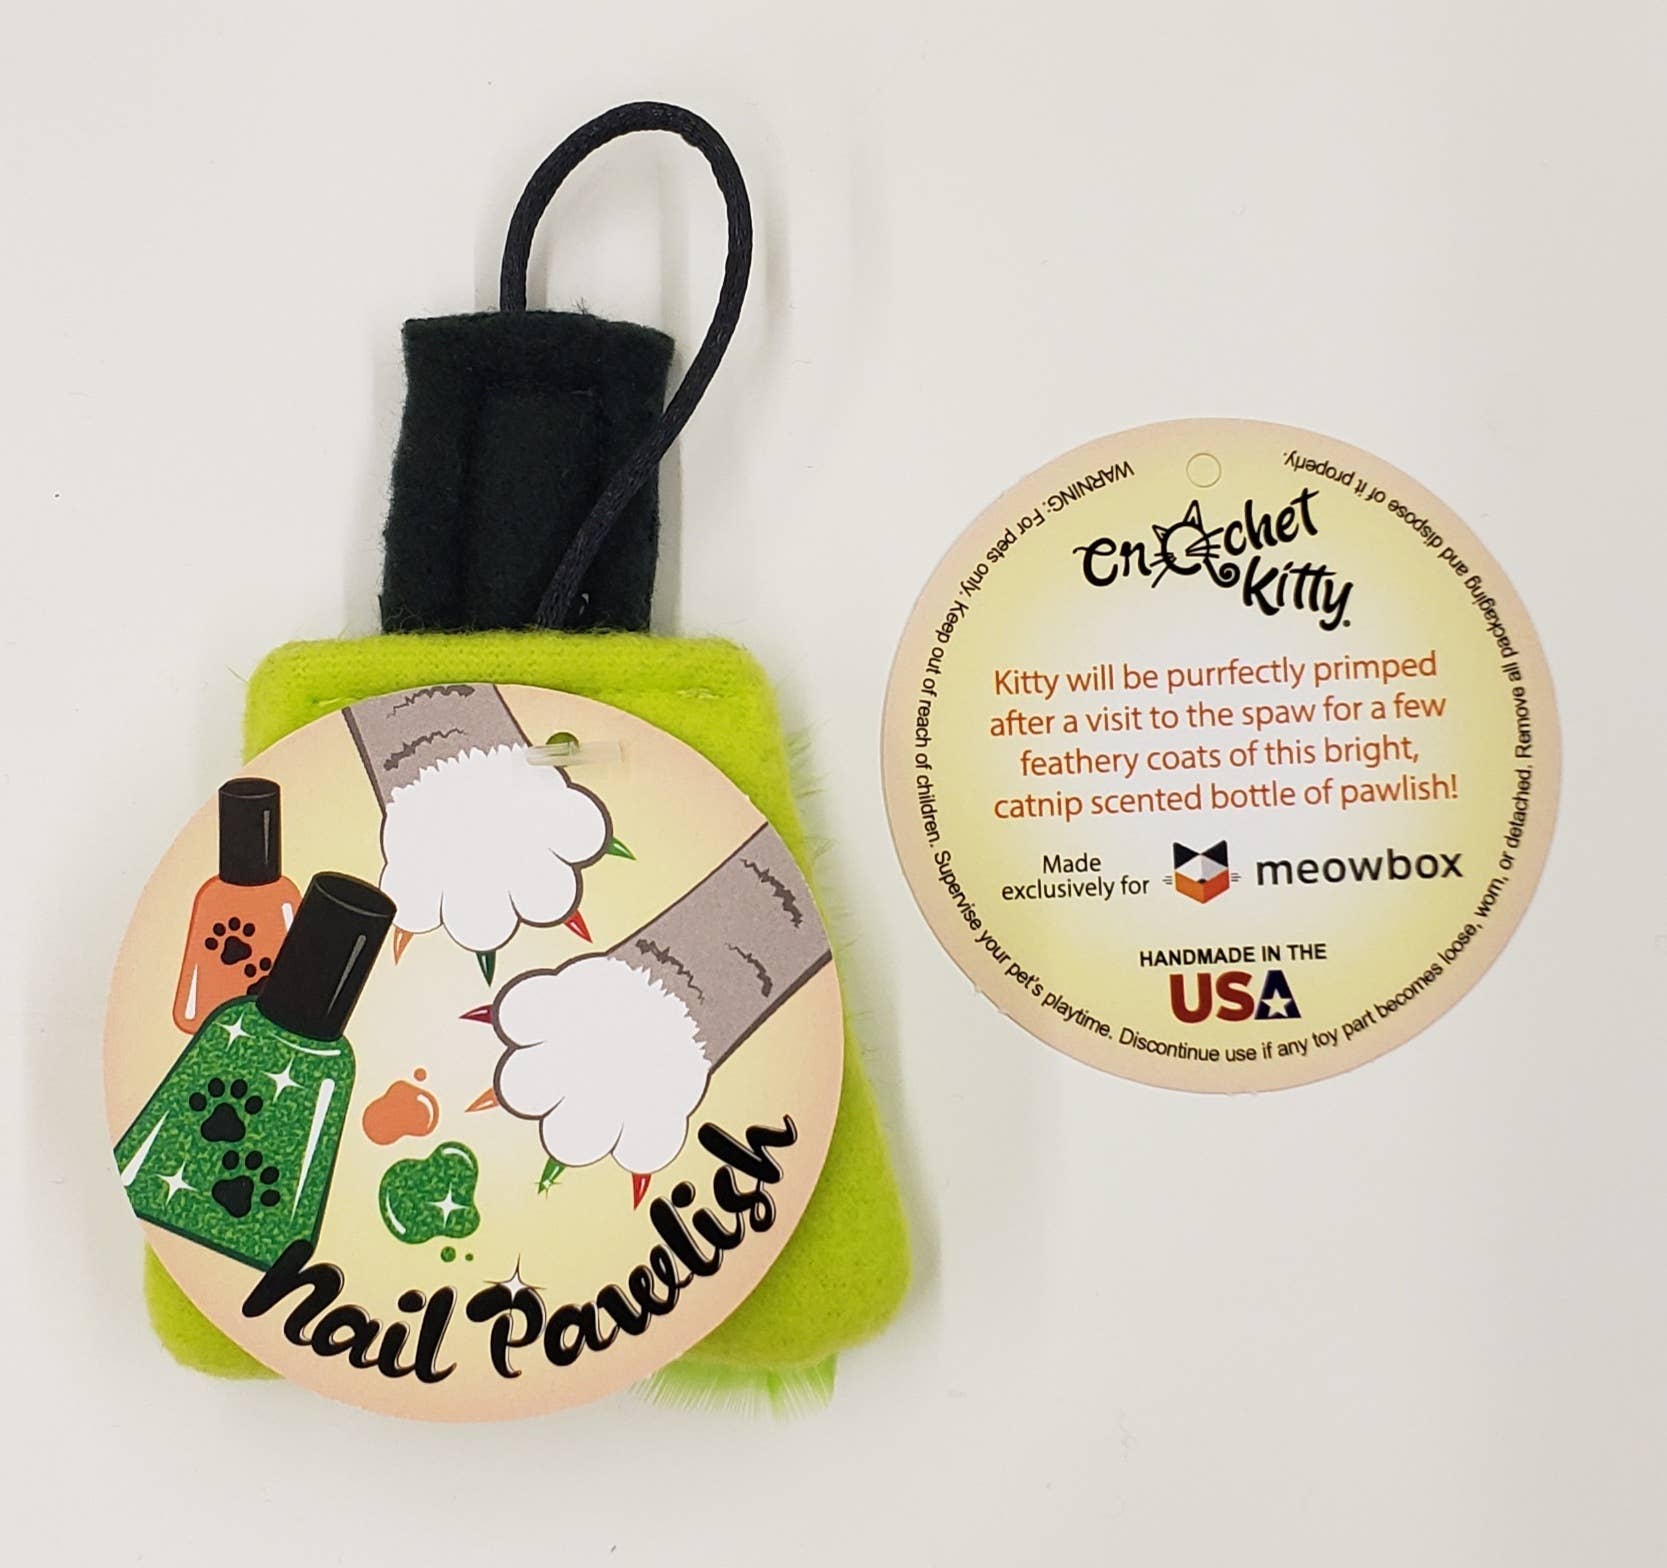 Nail Pawlish
crochet
kitty
Kitty will be purrfectly primped
after a visit to the spaw for a few
feathery coats of this bright,
catnip scented bottle of pawlish!
Made
exclusively for
meowbox
HANDMADE IN THE
USA
WARNING: For pets only. Keep out of reach of children. Supervise your pet's playtime. Discontinue use if any toy part becomes loose, worn, or detached. Remove all packaging and dispose of it properly.